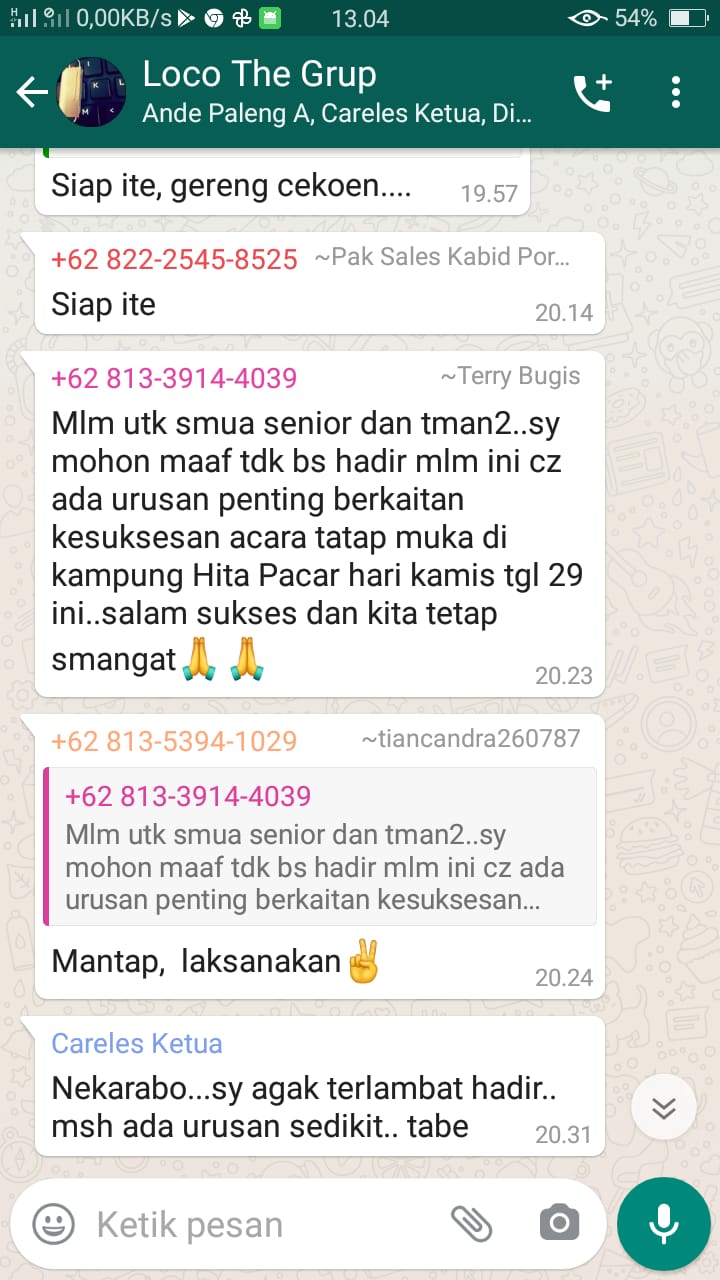 0,00KB/s 13.04 54%
Loco The Grup
Ande Paleng A, Careles Ketua, Di...
Siap ite, gereng cekoen....
19.57
+62 822-2545-8525 ~Pak Sales Kabid Por...
Siap ite
20.14
+62 813-3914-4039 ~Terry Bugis
Mlm utk smua senior dan tman2..sy
mohon maaf tdk bs hadir mlm ini cz
ada urusan penting berkaitan
kesuksesan acara tatap muka di
kampung Hita Pacar hari kamis tgl 29
ini..salam sukses dan kita tetap
smangat🙏 🙏
20.23
+62 813-5394-1029 ~tiancandra260787
+62 813-3914-4039
Mlm utk smua senior dan tman2..sy
mohon maaf tdk bs hadir mlm ini cz ada
urusan penting berkaitan kesuksesan...
Mantap,  laksanakan✌
20.24
Careles Ketua
Nekarabo...sy agak terlambat hadir..
msh ada urusan sedikit.. tabe
20.31
Ketik pesan